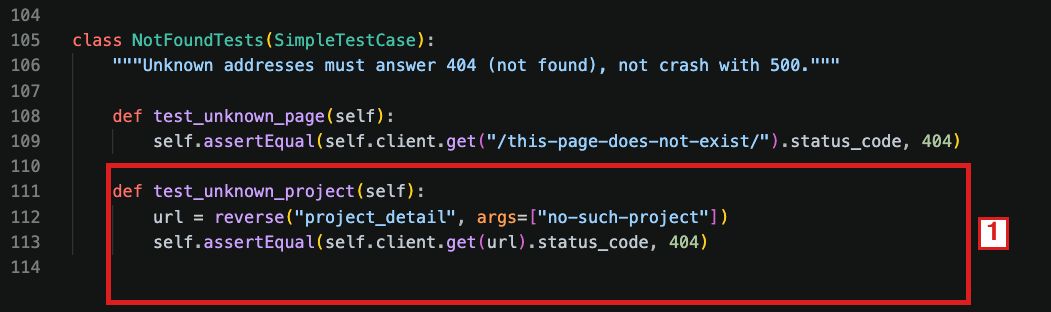 104
105 class NotFoundTests(SimpleTestCase):
106     """Unknown addresses must answer 404 (not found), not crash with 500."""
107
108     def test_unknown_page(self):
109         self.assertEqual(self.client.get("/this-page-does-not-exist/").status_code, 404)
110
111     def test_unknown_project(self):
112         url = reverse("project_detail", args=["no-such-project"])
113         self.assertEqual(self.client.get(url).status_code, 404)
1
114